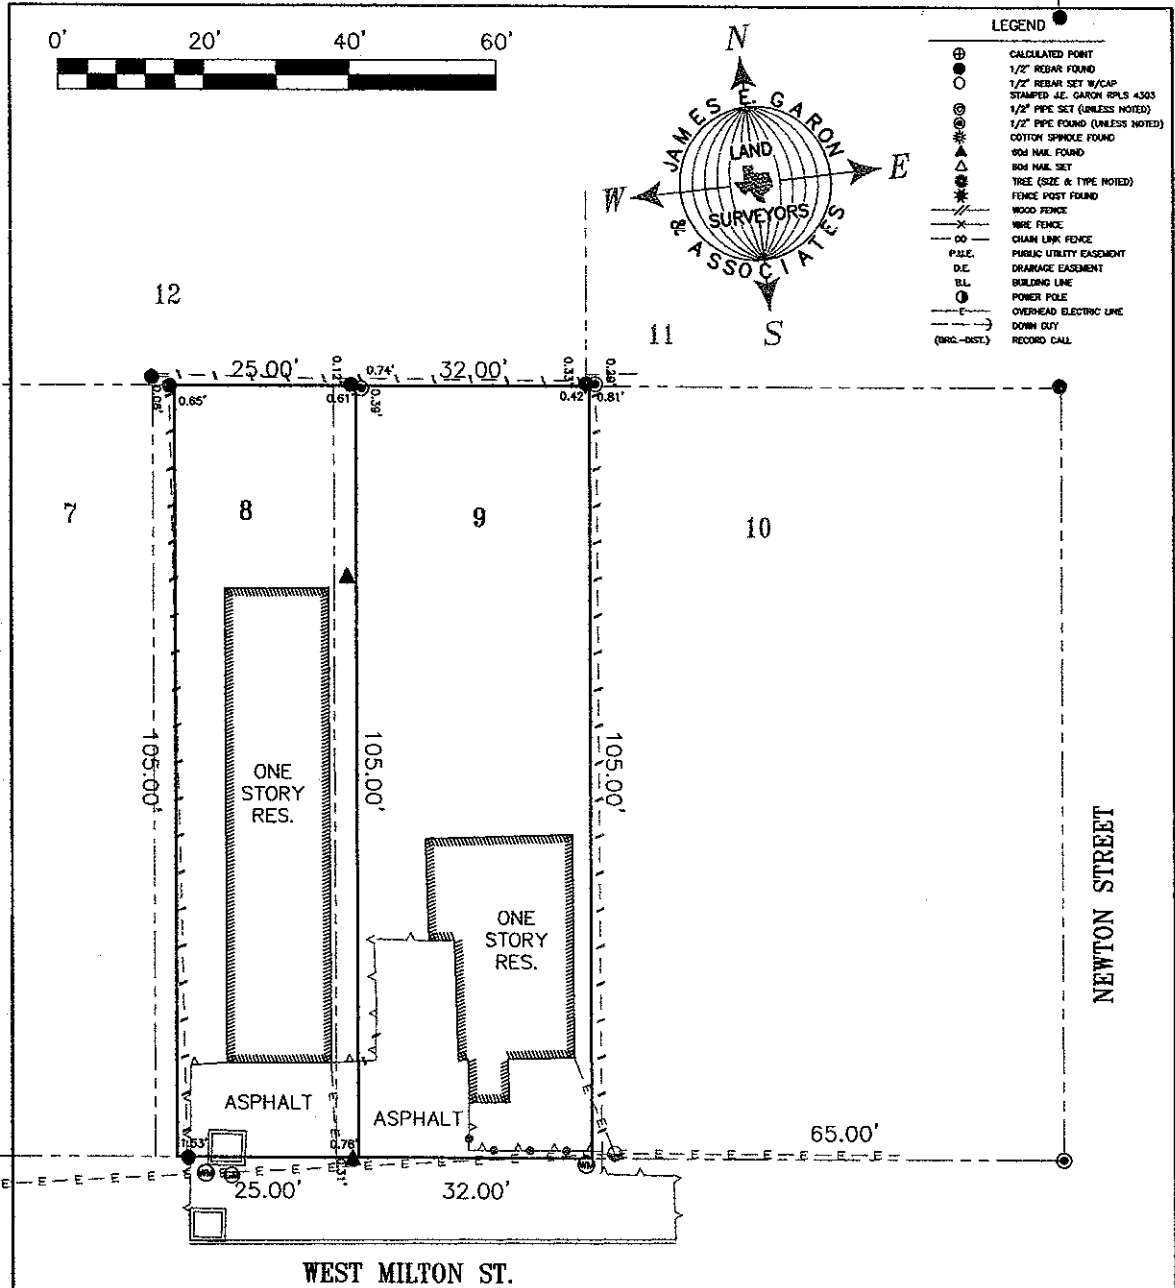 0' 20' 40' 60'
N
E
S
W
JAMES E. GARON
& ASSOCIATES
LAND
SURVEYORS
LEGEND
CALCULATED POINT
1/2" REBAR FOUND
1/2" REBAR SET W/CAP
STAMPED J.E. GARON RPLS 4303
1/2" PIPE SET (UNLESS NOTED)
1/2" PIPE FOUND (UNLESS NOTED)
COTTON SPINDLE FOUND
60d NAIL FOUND
60d NAIL SET
TREE (SIZE & TYPE NOTED)
FENCE POST FOUND
WOOD FENCE
WIRE FENCE
CHAIN LINK FENCE
P.U.E. PUBLIC UTILITY EASEMENT
D.E. DRAINAGE EASEMENT
B.L. BUILDING LINE
POWER POLE
E OVERHEAD ELECTRIC LINE
DOWN GUY
(BRG.-DIST.) RECORD CALL
12
11
25.00' 0.12' 0.74' 32.00' 0.33' 0.29'
0.65' 0.61' 0.39' 0.42' 0.81'
7
8
9
10
105.00'
105.00'
105.00'
ONE
STORY
RES.
ONE
STORY
RES.
NEWTON STREET
ASPHALT
ASPHALT
1.53' 0.76' 0.31'
65.00'
25.00'
32.00'
E E E E E E E E E E E E E E E
WM WM
WEST MILTON ST.